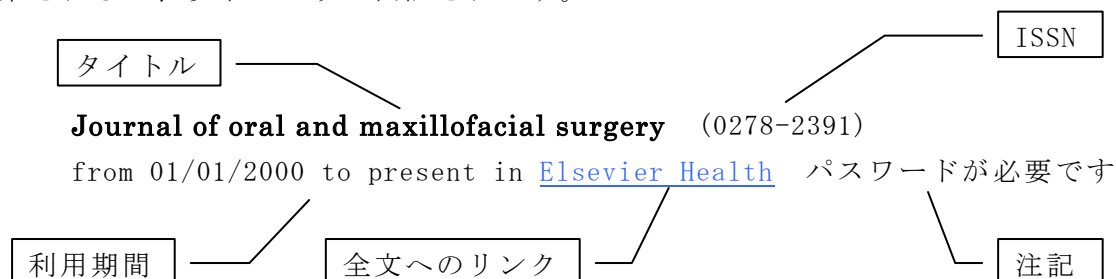 ISSN
タイトル
Journal of oral and maxillofacial surgery (0278-2391)
from 01/01/2000 to present in Elsevier Health パスワードが必要です
利用期間
全文へのリンク
注記